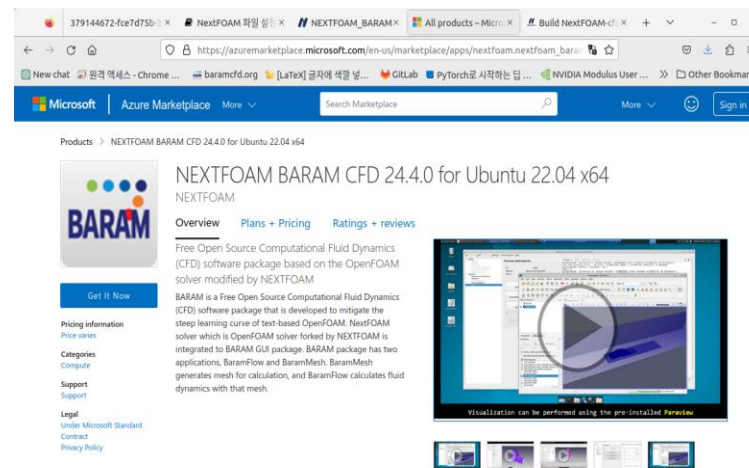 379144672-fce7d75b-3
NextFOAM 파일 설
NEXTFOAM_BARAM
All products – Micro
Build NextFOAM-cf
https://azuremarketplace.microsoft.com/en-us/marketplace/apps/nextfoam.nextfoam_bara
New chat
원격 액세스 - Chrome ...
baramcfd.org
[LaTeX] 글자에 색깔 넣...
GitLab
PyTorch로 시작하는 딥 ...
NVIDIA Modulus User ...
Other Bookmar
Microsoft
Azure Marketplace
More
Search Marketplace
More
Sign in
Products > NEXTFOAM BARAM CFD 24.4.0 for Ubuntu 22.04 x64
BARAM
NEXTFOAM BARAM CFD 24.4.0 for Ubuntu 22.04 x64
NEXTFOAM
Overview Plans + Pricing Ratings + reviews
Get It Now
Pricing information
Price varies
Categories
Compute
Support
Support
Legal
Under Microsoft Standard
Contract
Privacy Policy
Free Open Source Computational Fluid Dynamics
(CFD) software package based on the OpenFOAM
solver modified by NEXTFOAM
BARAM is a Free Open Source Computational Fluid Dynamics
(CFD) software package that is developed to mitigate the
steep learning curve of text-based OpenFOAM. NextFOAM
solver which is OpenFOAM solver forked by NEXTFOAM is
integrated to BARAM GUI package. BARAM package has two
applications, BaramFlow and BaramMesh. BaramMesh
generates mesh for calculation, and BaramFlow calculates fluid
dynamics with that mesh.
Visualization can be performed using the pre-installed Paraview